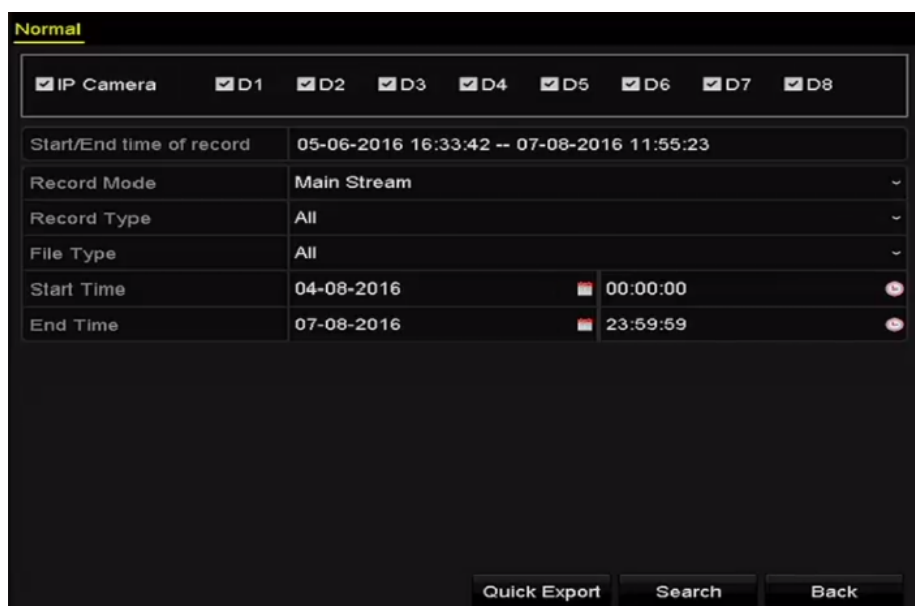 Normal
IP Camera D1 D2 D3 D4 D5 D6 D7 D8
Start/End time of record 05-06-2016 16:33:42 -- 07-08-2016 11:55:23
Record Mode Main Stream
Record Type All
File Type All
Start Time 04-08-2016 00:00:00
End Time 07-08-2016 23:59:59
Quick Export Search Back